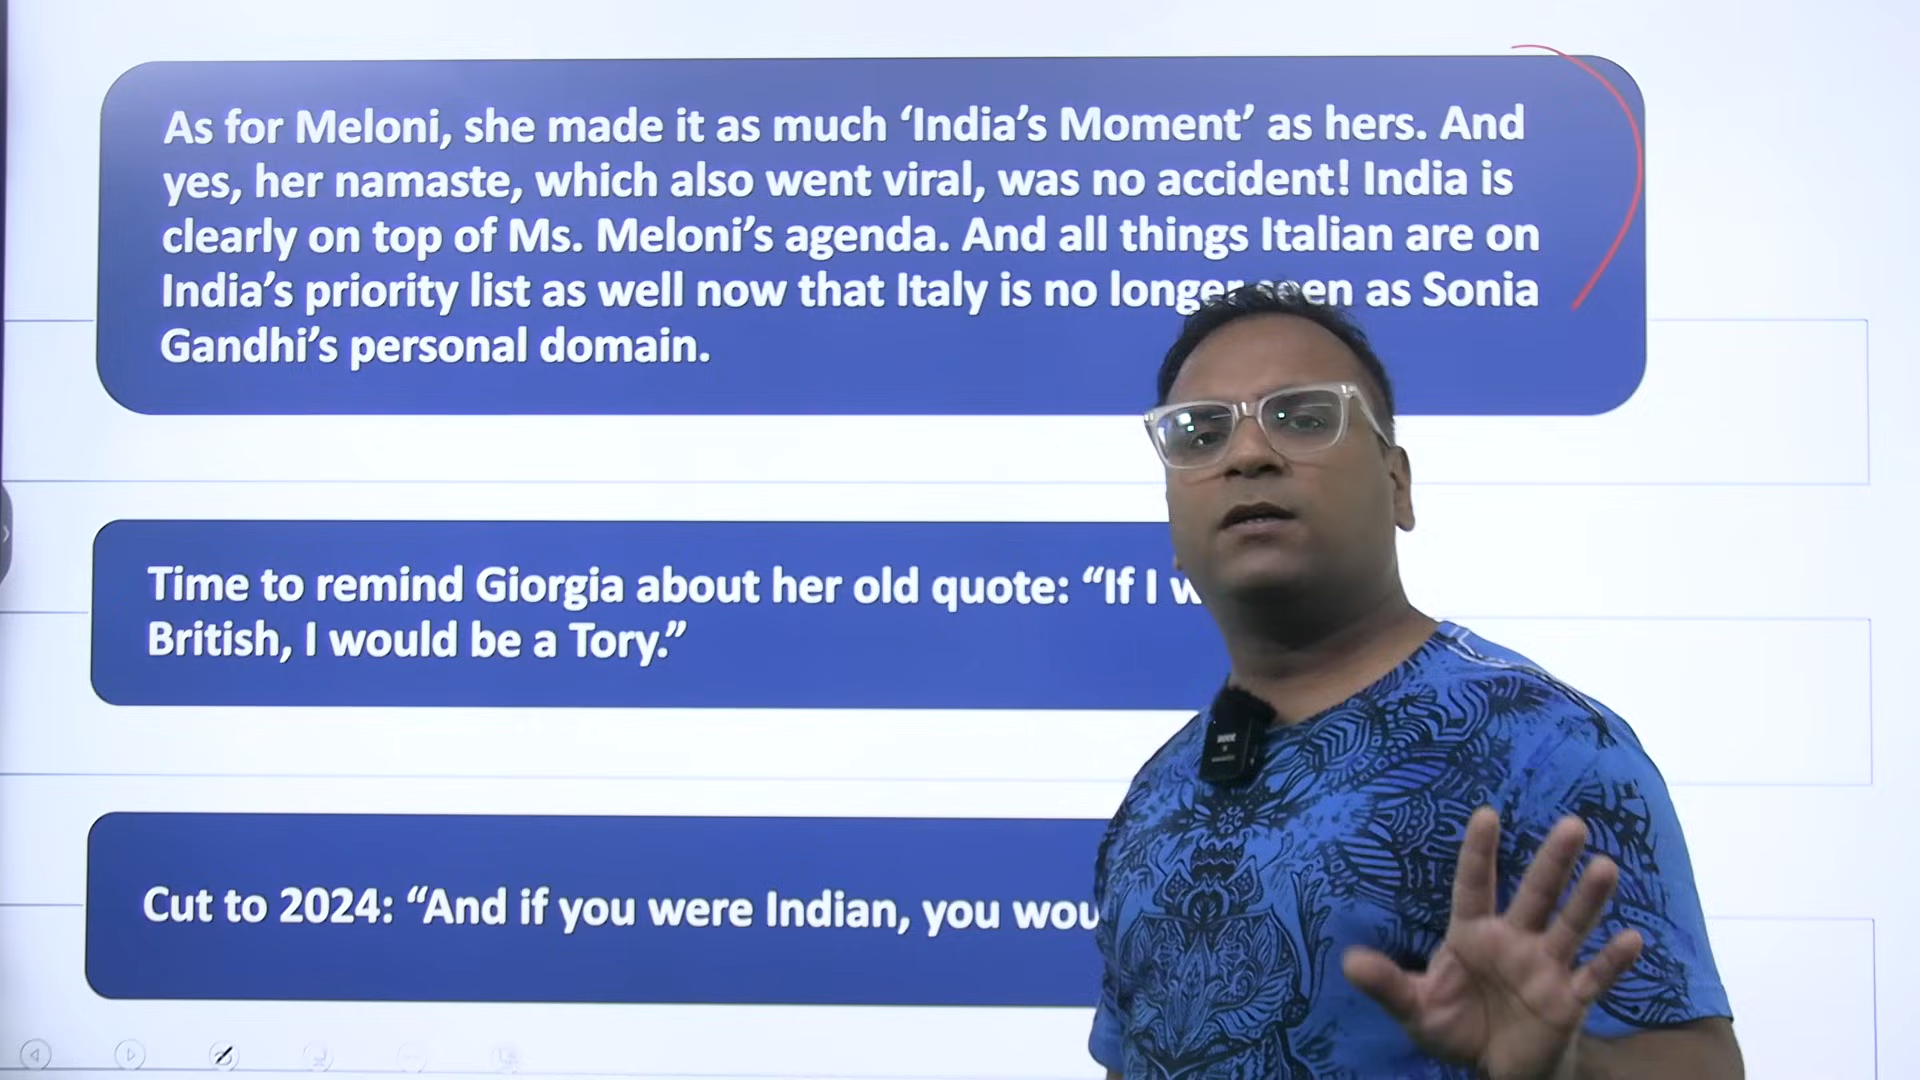 As for Meloni, she made it as much ‘India’s Moment’ as hers. And
yes, her namaste, which also went viral, was no accident! India is
clearly on top of Ms. Meloni’s agenda. And all things Italian are on
India’s priority list as well now that Italy is no longer seen as Sonia
Gandhi’s personal domain.
Time to remind Giorgia about her old quote: “If I
British, I would be a Tory.”
Cut to 2024: “And if you were Indian, you